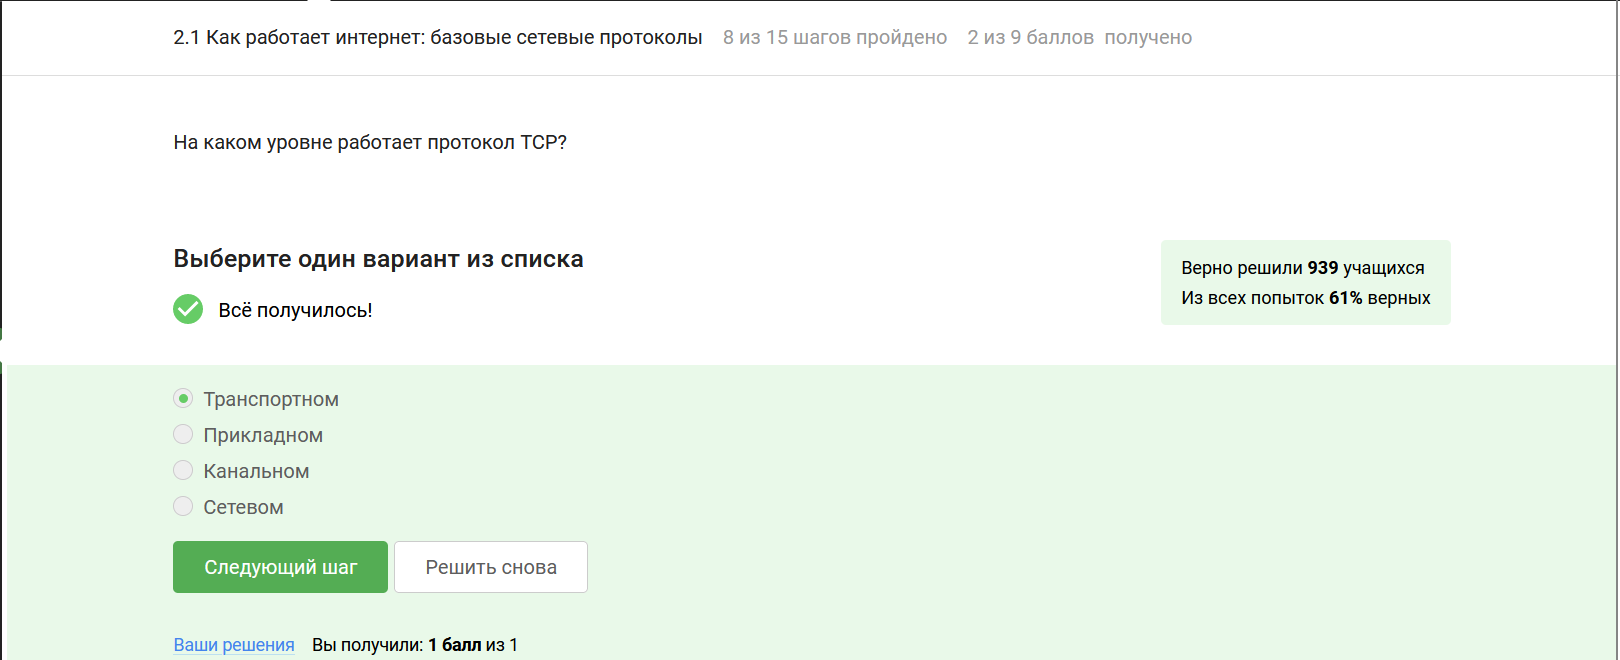 2.1 Как работает интернет: базовые сетевые протоколы 8 из 15 шагов пройдено 2 из 9 баллов получено
На каком уровне работает протокол TCP?
Выберите один вариант из списка
Всё получилось!
Верно решили 939 учащихся
Из всех попыток 61% верных
Транспортном
Прикладном
Канальном
Сетевом
Следующий шаг Решить снова
Ваши решения Вы получили: 1 балл из 1